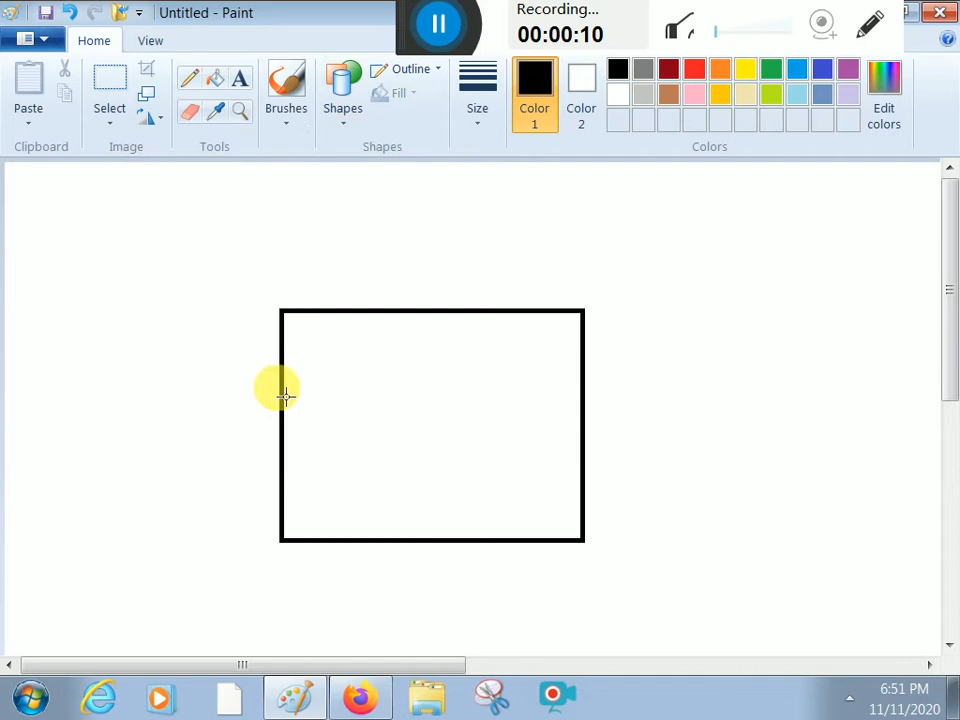 Untitled - Paint
Recording...
00:00:10
Home
View
Paste
Select
Brushes
Shapes
Outline
Fill
Size
Color 1
Color 2
Edit colors
Clipboard
Image
Tools
Shapes
Colors
6:51 PM
11/11/2020